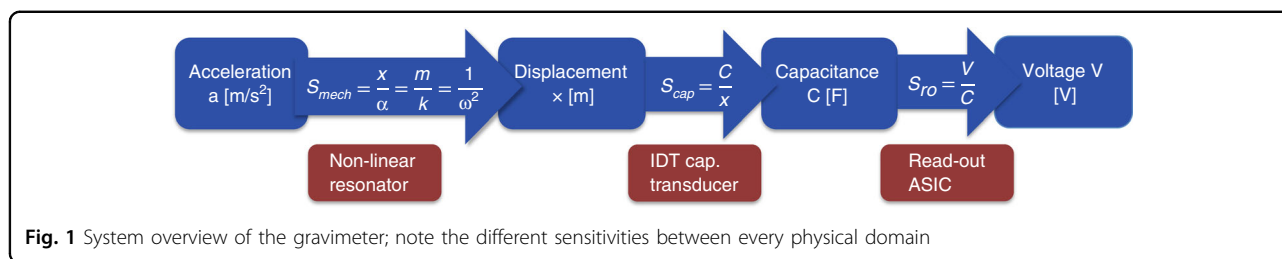 Acceleration
a [m/s²]
S_mech = x/α = m/k = 1/ω²
Displacement
× [m]
S_cap = C/x
Capacitance
C [F]
S_ro = V/C
Voltage V
[V]
Non-linear
resonator
IDT cap.
transducer
Read-out
ASIC
Fig. 1 System overview of the gravimeter; note the different sensitivities between every physical domain